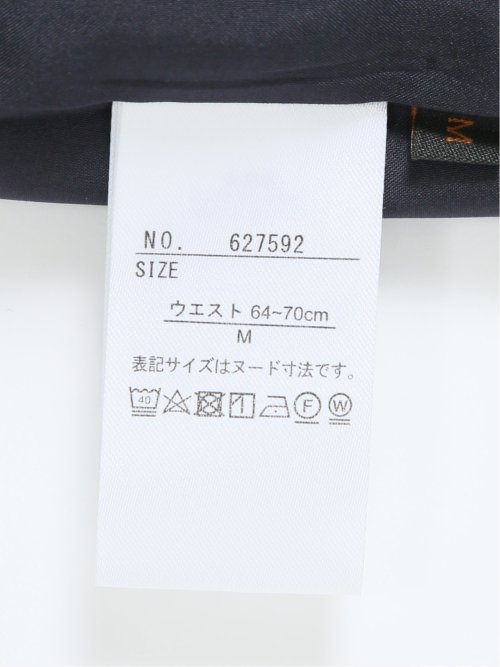 M
NO. 627592
SIZE
ウエスト 64~70cm
M
表記サイズはヌード寸法です。
40 F W